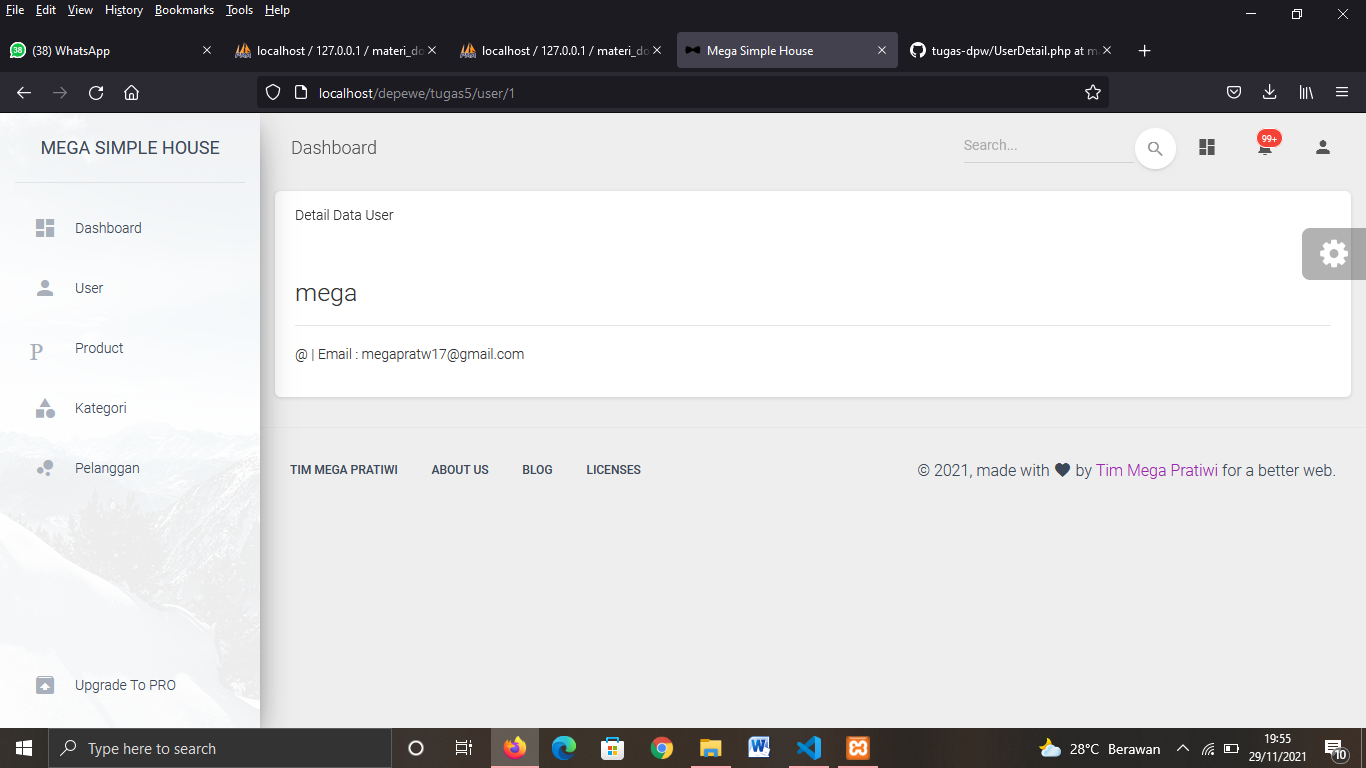 File Edit View History Bookmarks Tools Help
38 (38) WhatsApp
localhost / 127.0.0.1 / materi_do
localhost / 127.0.0.1 / materi_do
Mega Simple House
tugas-dpw/UserDetail.php at m
localhost/depewe/tugas5/user/1
MEGA SIMPLE HOUSE
Dashboard
Search...
99+
Dashboard
User
P Product
Kategori
Pelanggan
Upgrade To PRO
Detail Data User
mega
@ | Email : megapratw17@gmail.com
TIM MEGA PRATIWI ABOUT US BLOG LICENSES
© 2021, made with ♥ by Tim Mega Pratiwi for a better web.
Type here to search
28°C Berawan
19:55
29/11/2021
10